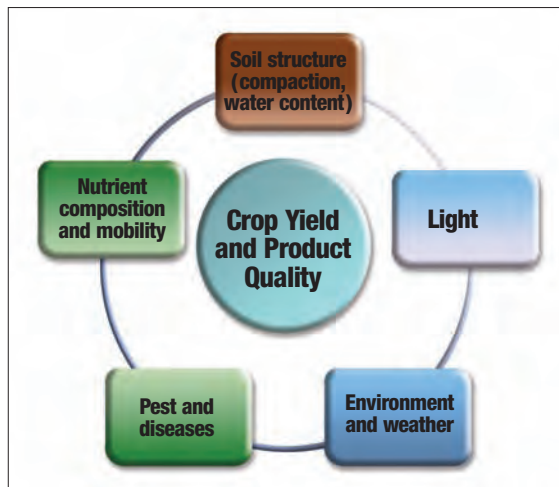 Soil structure
(compaction,
water content)
Nutrient
composition
and mobility
Crop Yield
and Product
Quality
Light
Pest and
diseases
Environment
and weather